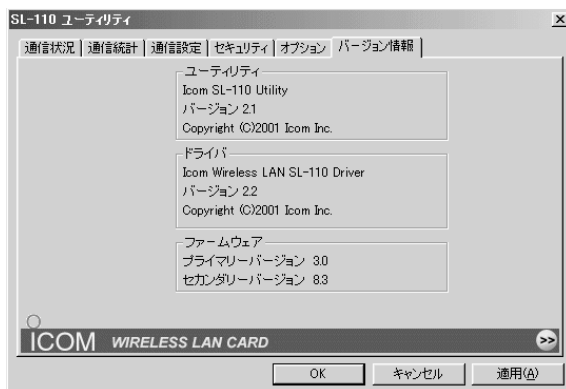 SL-110 ユーティリティ
通信状況 通信統計 通信設定 セキュリティ オプション バージョン情報
ユーティリティ
Icom SL-110 Utility
バージョン 2.1
Copyright (C)2001 Icom Inc.
ドライバ
Icom Wireless LAN SL-110 Driver
バージョン 2.2
Copyright (C)2001 Icom Inc.
ファームウェア
プライマリーバージョン 3.0
セカンダリーバージョン 8.3
ICOM WIRELESS LAN CARD >>
OK キャンセル 適用(A)